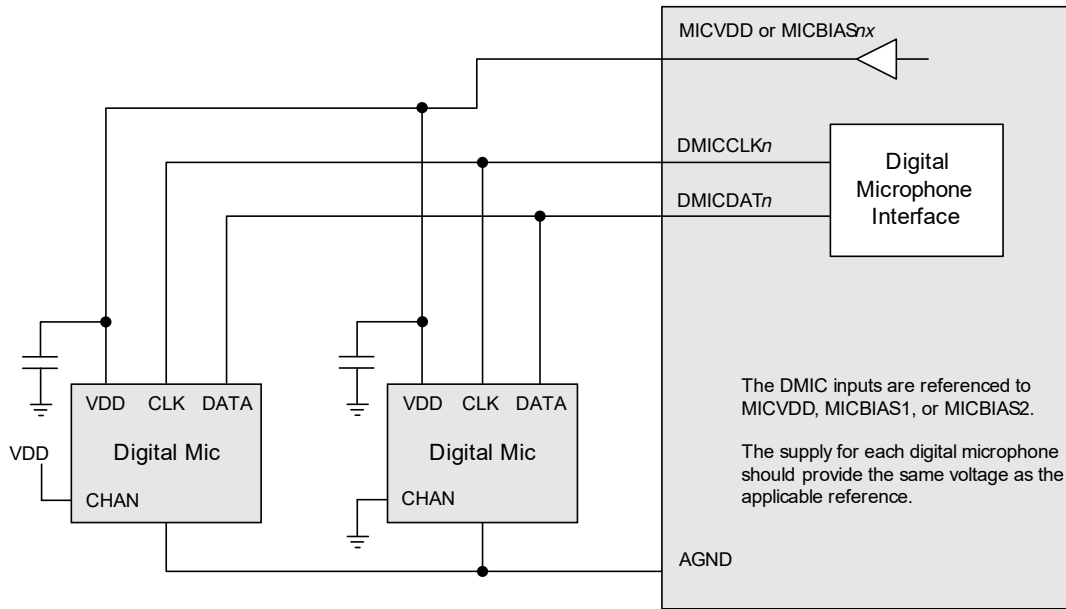 MICVDD or MICBIASnx
DMICCLKn
DMICDATn
Digital
Microphone
Interface
VDD CLK DATA
Digital Mic
VDD
CHAN
VDD CLK DATA
Digital Mic
CHAN
The DMIC inputs are referenced to
MICVDD, MICBIAS1, or MICBIAS2.
The supply for each digital microphone
should provide the same voltage as the
applicable reference.
AGND